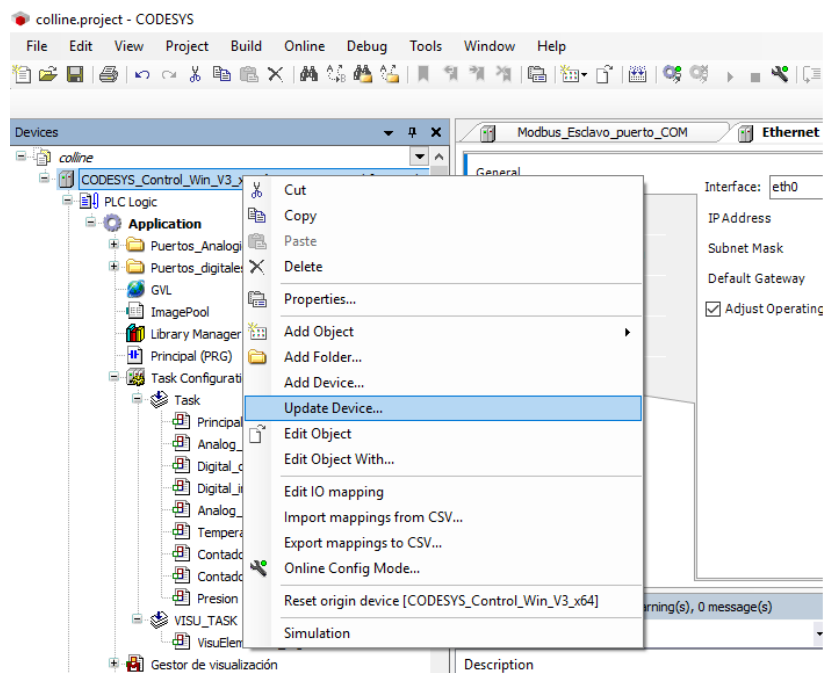 colline.project - CODESYS
File Edit View Project Build Online Debug Tools Window Help
Devices
Modbus_Esclavo_puerto_COM
Ethernet
colline
CODESYS_Control_Win_V3_x
PLC Logic
Application
Puertos_Analogi
Puertos_digitales
GVL
ImagePool
Library Manager
Principal (PRG)
Task Configurati
Task
Principal
Analog_
Digital_
Digital_i
Analog_
Tempera
Contado
Contado
Presion
VISU_TASK
VisuElem
Gestor de visualización
Cut
Copy
Paste
Delete
Properties...
Add Object
Add Folder...
Add Device...
Update Device...
Edit Object
Edit Object With...
Edit IO mapping
Import mappings from CSV...
Export mappings to CSV...
Online Config Mode...
Reset origin device [CODESYS_Control_Win_V3_x64]
Simulation
General
Interface: eth0
IP Address
Subnet Mask
Default Gateway
Adjust Operating
arning(s), 0 message(s)
Description